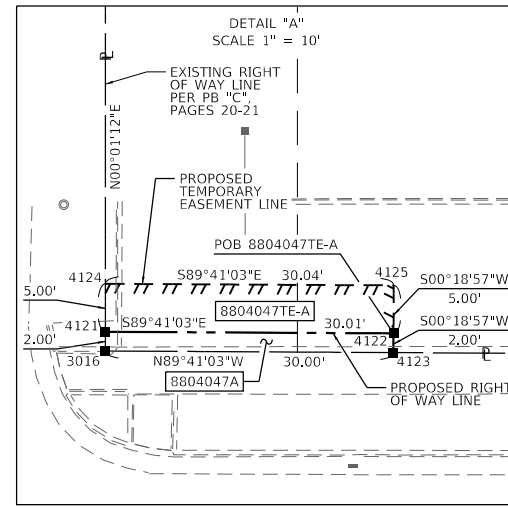 DETAIL "A"
SCALE 1" = 10'
PL
EXISTING RIGHT
OF WAY LINE
PER PB "C",
PAGES 20-21
N00°01'12"E
PROPOSED
TEMPORARY
EASEMENT LINE
POB 8804047TE-A
4124
S89°41'03"E
30.04'
4125
S00°18'57"W
5.00'
5.00'
8804047TE-A
4121
S89°41'03"E
30.01'
4122
S00°18'57"W
2.00'
2.00'
3016
N89°41'03"W
30.00'
4123
PL
8804047A
PROPOSED RIGHT
OF WAY LINE